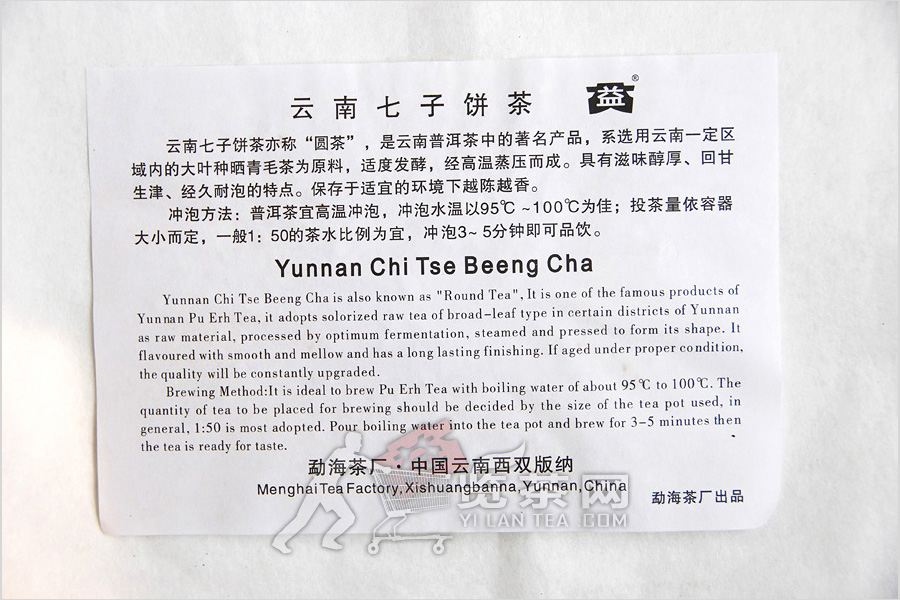 云南七子饼茶 益®
云南七子饼茶亦称“圆茶”，是云南普洱茶中的著名产品，系选用云南一定区
域内的大叶种晒青毛茶为原料，适度发酵，经高温蒸压而成。具有滋味醇厚、回甘
生津、经久耐泡的特点。保存于适宜的环境下越陈越香。
冲泡方法：普洱茶宜高温冲泡，冲泡水温以95℃ ~100℃为佳；投茶量依容器
大小而定，一般1：50的茶水比例为宜，冲泡3~ 5分钟即可品饮。
Yunnan Chi Tse Beeng Cha
Yunnan Chi Tse Beeng Cha is also known as "Round Tea", It is one of the famous products of
Yunnan Pu Erh Tea, it adopts solorized raw tea of broad-leaf type in certain districts of Yunnan
as raw material, processed by optimum fermentation, steamed and pressed to form its shape. It
flavoured with smooth and mellow and has a long lasting finishing. If aged under proper condition,
the quality will be constantly upgraded.
Brewing Method:It is ideal to brew Pu Erh Tea with boiling water of about 95℃ to 100℃. The
quantity of tea to be placed for brewing should be decided by the size of the tea pot used, in
general, 1:50 is most adopted. Pour boiling water into the tea pot and brew for 3-5 minutes then
the tea is ready for taste.
勐海茶厂·中国云南西双版纳
Menghai Tea Factory,Xishuangbanna,Yunnan,China
勐海茶厂出品
览茶网
YI LAN TEA .COM